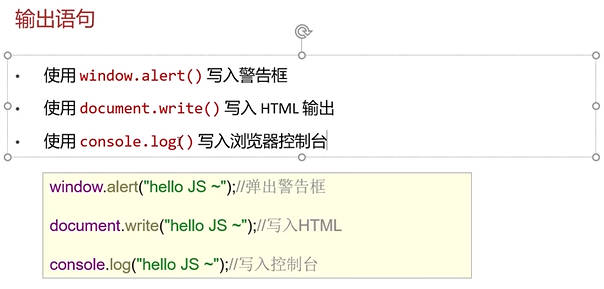 输出语句
• 使用 window.alert() 写入警告框
• 使用 document.write() 写入 HTML 输出
• 使用 console.log() 写入浏览器控制台
window.alert("hello JS ~");//弹出警告框
document.write("hello JS ~");//写入HTML
console.log("hello JS ~");//写入控制台